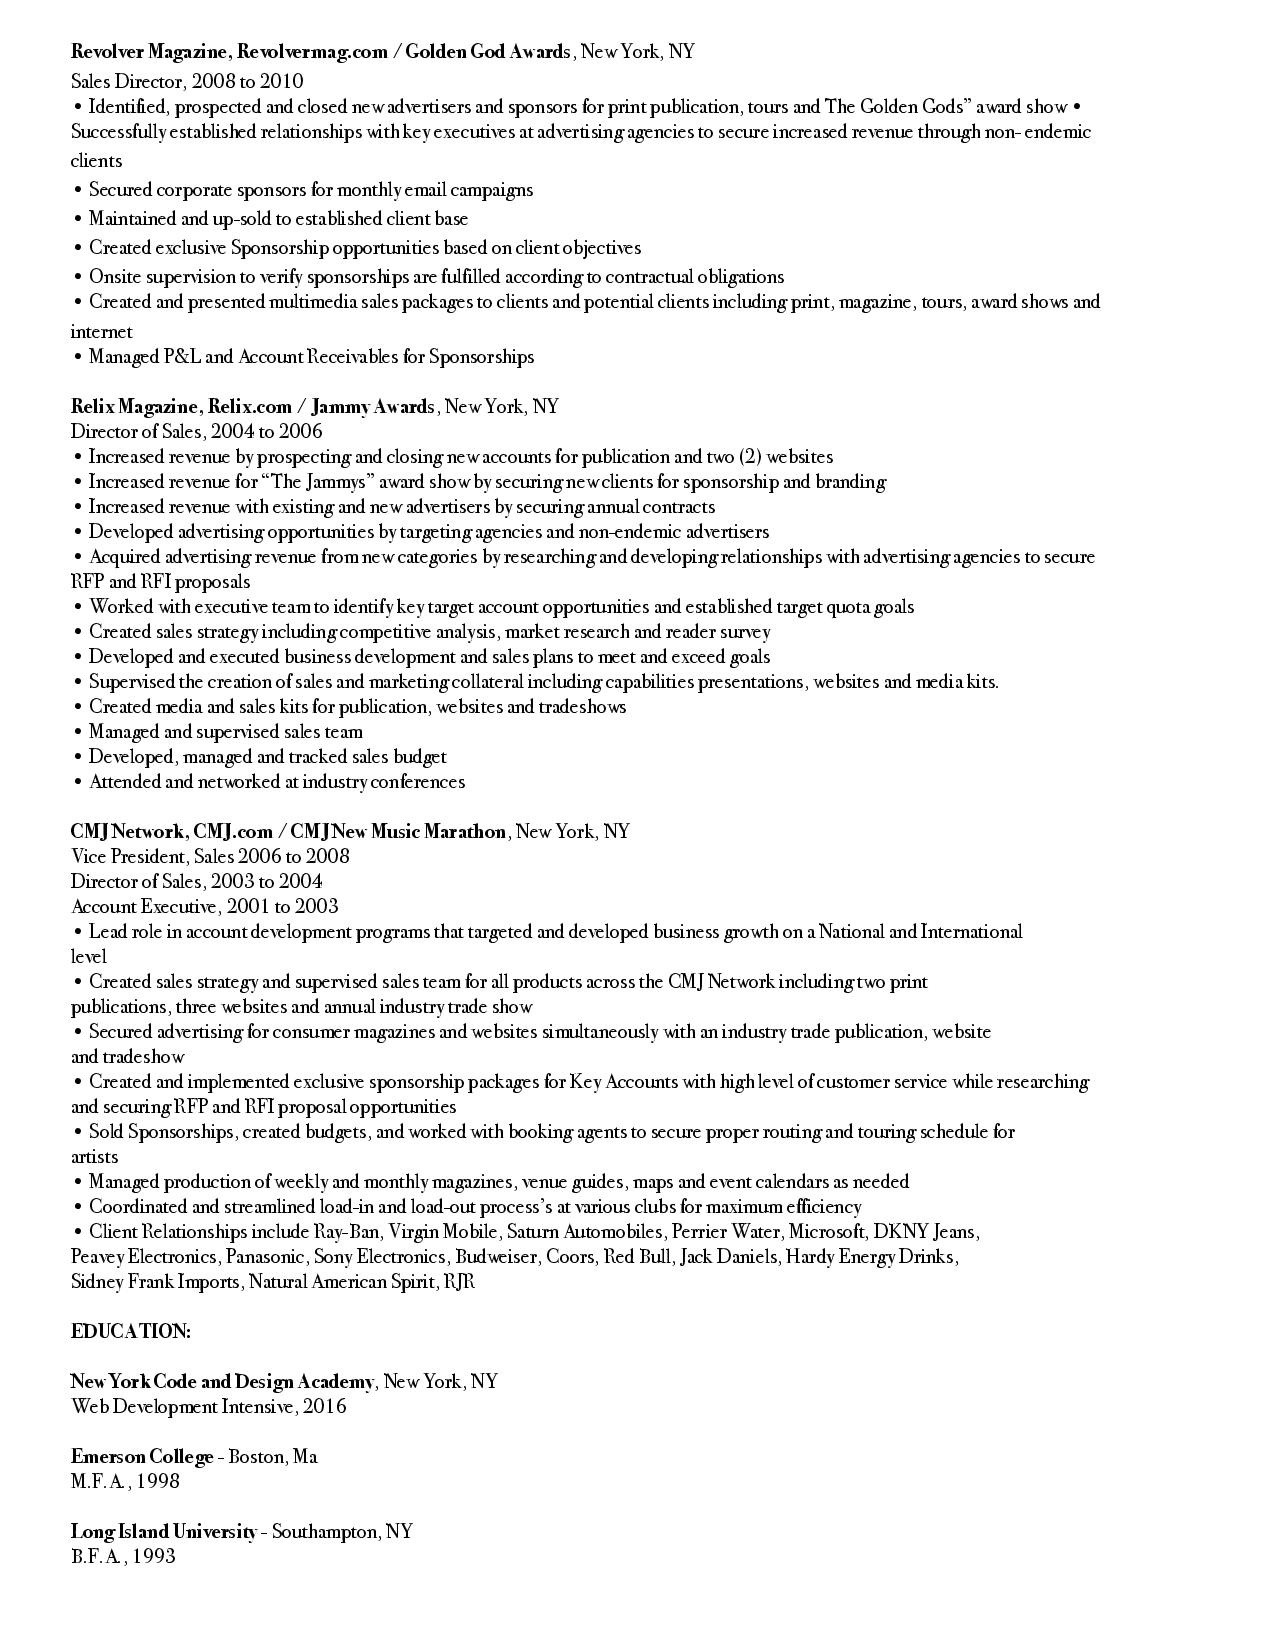 Revolver Magazine, Revolvermag.com / Golden God Awards, New York, NY
Sales Director, 2008 to 2010
• Identified, prospected and closed new advertisers and sponsors for print publication, tours and The Golden Gods” award show •
Successfully established relationships with key executives at advertising agencies to secure increased revenue through non- endemic
clients
• Secured corporate sponsors for monthly email campaigns
• Maintained and up-sold to established client base
• Created exclusive Sponsorship opportunities based on client objectives
• Onsite supervision to verify sponsorships are fulfilled according to contractual obligations
• Created and presented multimedia sales packages to clients and potential clients including print, magazine, tours, award shows and
internet
• Managed P&L and Account Receivables for Sponsorships
Relix Magazine, Relix.com / Jammy Awards, New York, NY
Director of Sales, 2004 to 2006
• Increased revenue by prospecting and closing new accounts for publication and two (2) websites
• Increased revenue for “The Jammys” award show by securing new clients for sponsorship and branding
• Increased revenue with existing and new advertisers by securing annual contracts
• Developed advertising opportunities by targeting agencies and non-endemic advertisers
• Acquired advertising revenue from new categories by researching and developing relationships with advertising agencies to secure
RFP and RFI proposals
• Worked with executive team to identify key target account opportunities and established target quota goals
• Created sales strategy including competitive analysis, market research and reader survey
• Developed and executed business development and sales plans to meet and exceed goals
• Supervised the creation of sales and marketing collateral including capabilities presentations, websites and media kits.
• Created media and sales kits for publication, websites and tradeshows
• Managed and supervised sales team
• Developed, managed and tracked sales budget
• Attended and networked at industry conferences
CMJ Network, CMJ.com / CMJ New Music Marathon, New York, NY
Vice President, Sales 2006 to 2008
Director of Sales, 2003 to 2004
Account Executive, 2001 to 2003
• Lead role in account development programs that targeted and developed business growth on a National and International
level
• Created sales strategy and supervised sales team for all products across the CMJ Network including two print
publications, three websites and annual industry trade show
• Secured advertising for consumer magazines and websites simultaneously with an industry trade publication, website
and tradeshow
• Created and implemented exclusive sponsorship packages for Key Accounts with high level of customer service while researching
and securing RFP and RFI proposal opportunities
• Sold Sponsorships, created budgets, and worked with booking agents to secure proper routing and touring schedule for
artists
• Managed production of weekly and monthly magazines, venue guides, maps and event calendars as needed
• Coordinated and streamlined load-in and load-out process’s at various clubs for maximum efficiency
• Client Relationships include Ray-Ban, Virgin Mobile, Saturn Automobiles, Perrier Water, Microsoft, DKNY Jeans,
Peavey Electronics, Panasonic, Sony Electronics, Budweiser, Coors, Red Bull, Jack Daniels, Hardy Energy Drinks,
Sidney Frank Imports, Natural American Spirit, RJR
EDUCATION:
New York Code and Design Academy, New York, NY
Web Development Intensive, 2016
Emerson College - Boston, Ma
M.F.A., 1998
Long Island University - Southampton, NY
B.F.A., 1993